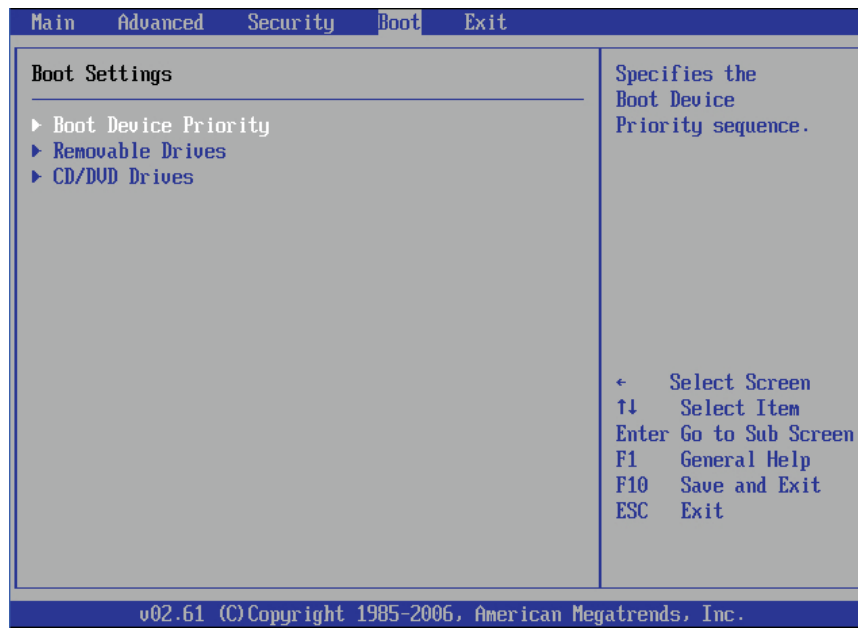 Main Advanced Security Boot Exit
Boot Settings
▶ Boot Device Priority
▶ Removable Drives
▶ CD/DVD Drives
Specifies the
Boot Device
Priority sequence.
← Select Screen
↑↓ Select Item
Enter Go to Sub Screen
F1 General Help
F10 Save and Exit
ESC Exit
v02.61 (C)Copyright 1985-2006, American Megatrends, Inc.